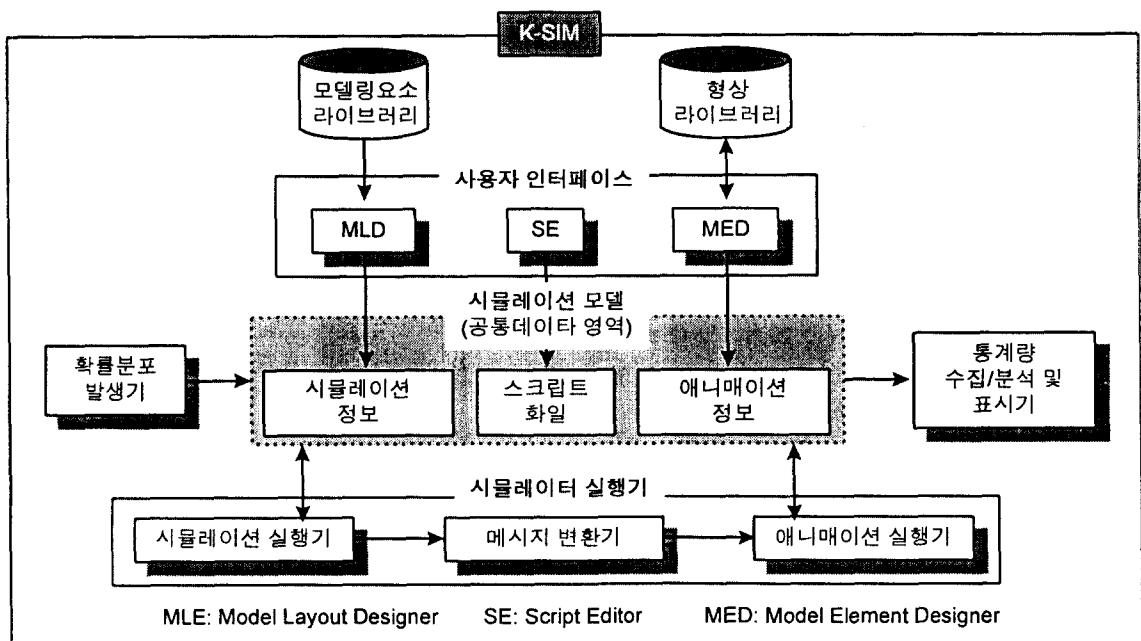 K-SIM
모델링요소
라이브러리
형상
라이브러리
사용자 인터페이스
MLD
SE
MED
시뮬레이션 모델
(공통데이타 영역)
확률분포
발생기
시뮬레이션
정보
스크립트
화일
애니매이션
정보
통계량
수집/분석 및
표시기
시뮬레이터 실행기
시뮬레이션 실행기
메시지 변환기
애니매이션 실행기
MLE: Model Layout Designer
SE: Script Editor
MED: Model Element Designer